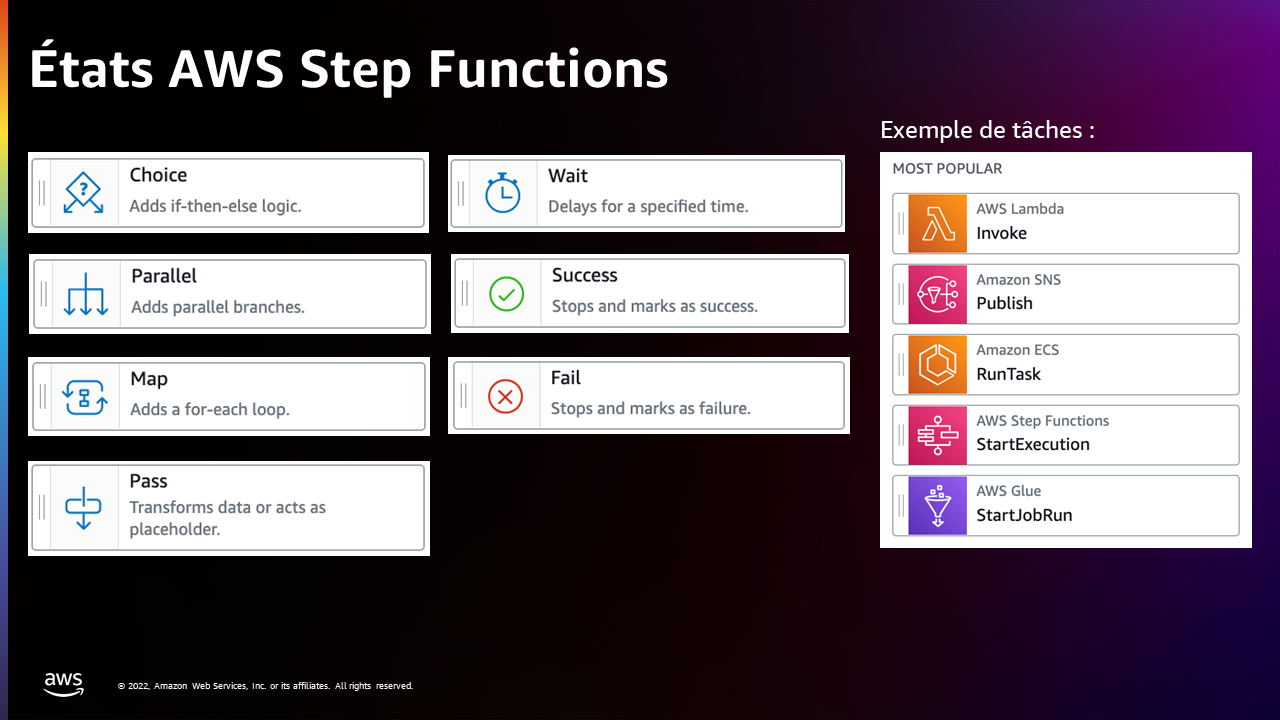 États AWS Step Functions
Choice
Adds if-then-else logic.
Wait
Delays for a specified time.
Parallel
Adds parallel branches.
Success
Stops and marks as success.
Map
Adds a for-each loop.
Fail
Stops and marks as failure.
Pass
Transforms data or acts as
placeholder.
Exemple de tâches :
MOST POPULAR
AWS Lambda
Invoke
Amazon SNS
Publish
Amazon ECS
RunTask
AWS Step Functions
StartExecution
AWS Glue
StartJobRun
aws
© 2022, Amazon Web Services, Inc. or its affiliates. All rights reserved.